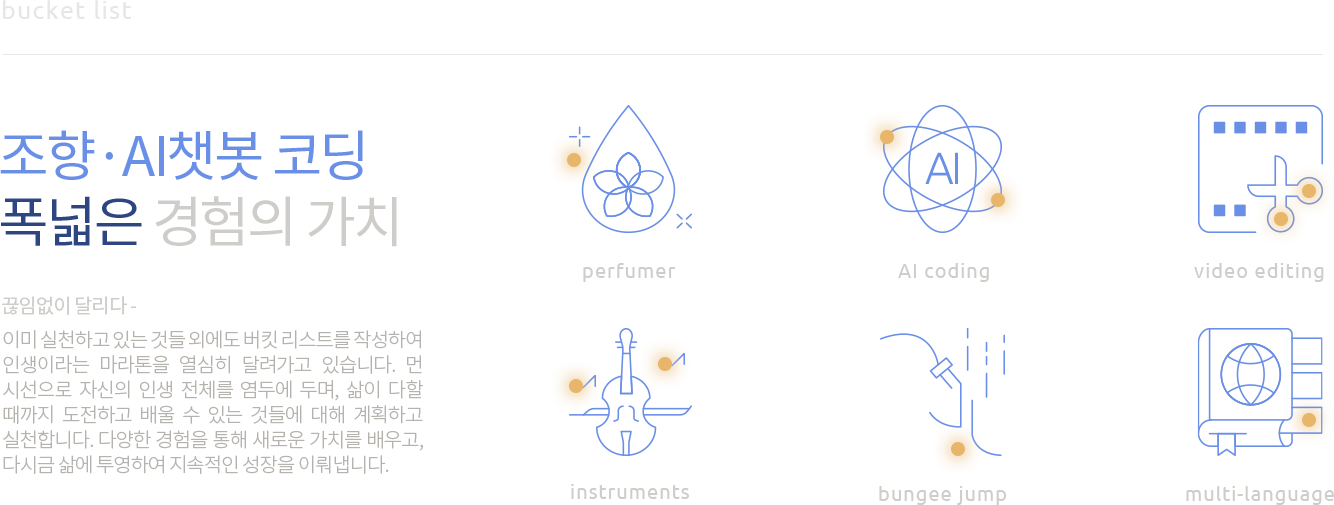 bucket list
조향·AI챗봇 코딩
폭넓은 경험의 가치
끊임없이 달리다 -
이미 실천하고 있는 것들 외에도 버킷 리스트를 작성하여
인생이라는 마라톤을 열심히 달려가고 있습니다. 먼
시선으로 자신의 인생 전체를 염두에 두며, 삶이 다할
때까지 도전하고 배울 수 있는 것들에 대해 계획하고
실천합니다. 다양한 경험을 통해 새로운 가치를 배우고,
다시금 삶에 투영하여 지속적인 성장을 이뤄냅니다.
AI
perfumer
AI coding
video editing
instruments
bungee jump
multi-language